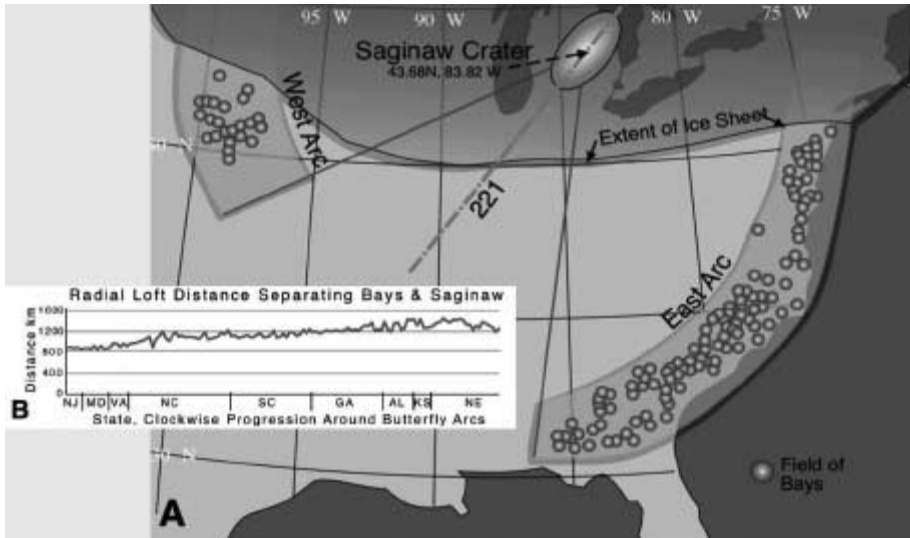 95 W
90 W
80 W
75 W
Saginaw Crater
43.68N, 83.82 W
West Arc
Extent of Ice Sheet
221
East Arc
Radial Loft Distance Separating Bays & Saginaw
Distance km
1600
1200
800
400
0
NJ MD VA NC SC GA AL KS NE
State, Clockwise Progression Around Butterfly Arcs
B
A
Field of
Bays